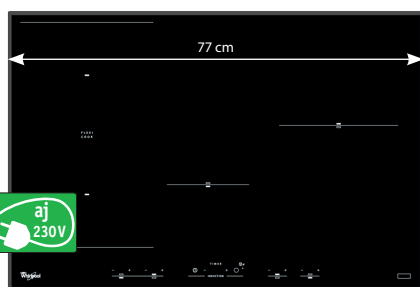 77 cm
FLEXI
COOK
aj
230V
Whirlpool
TIMER
INDUCTION